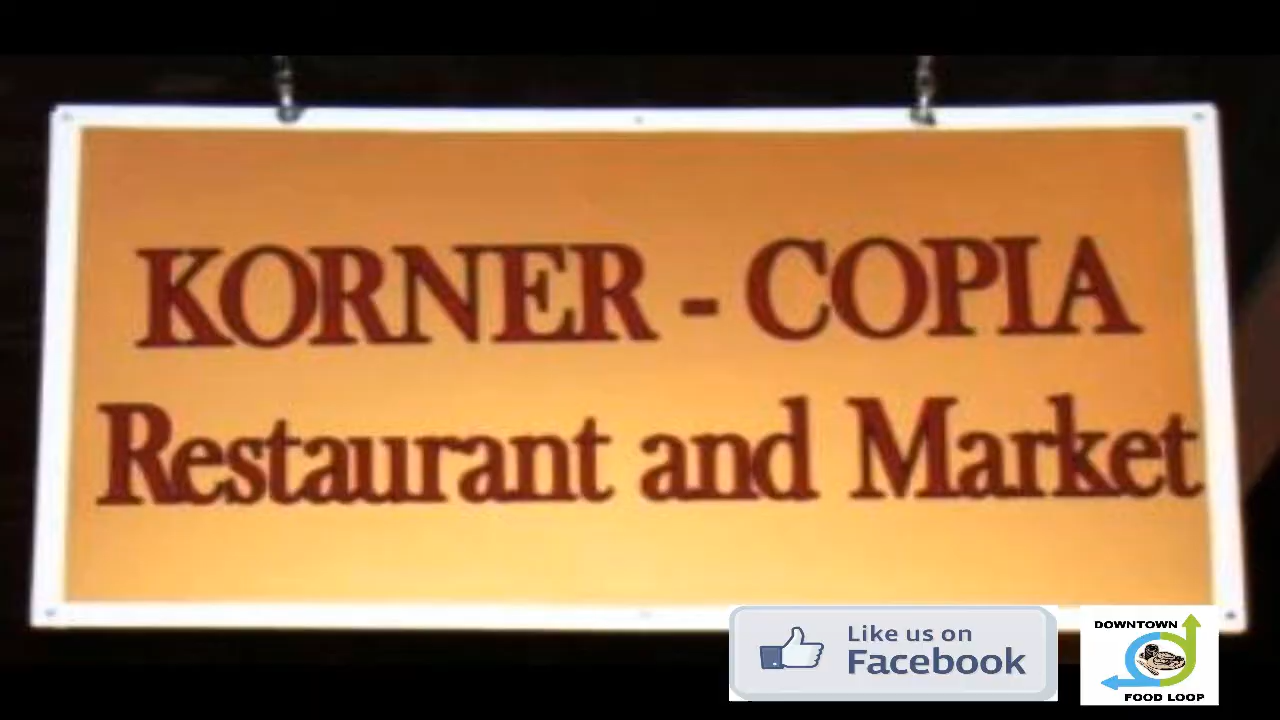 KORNER - COPIA
Restaurant and Market
Like us on
Facebook
DOWNTOWN
FOOD LOOP